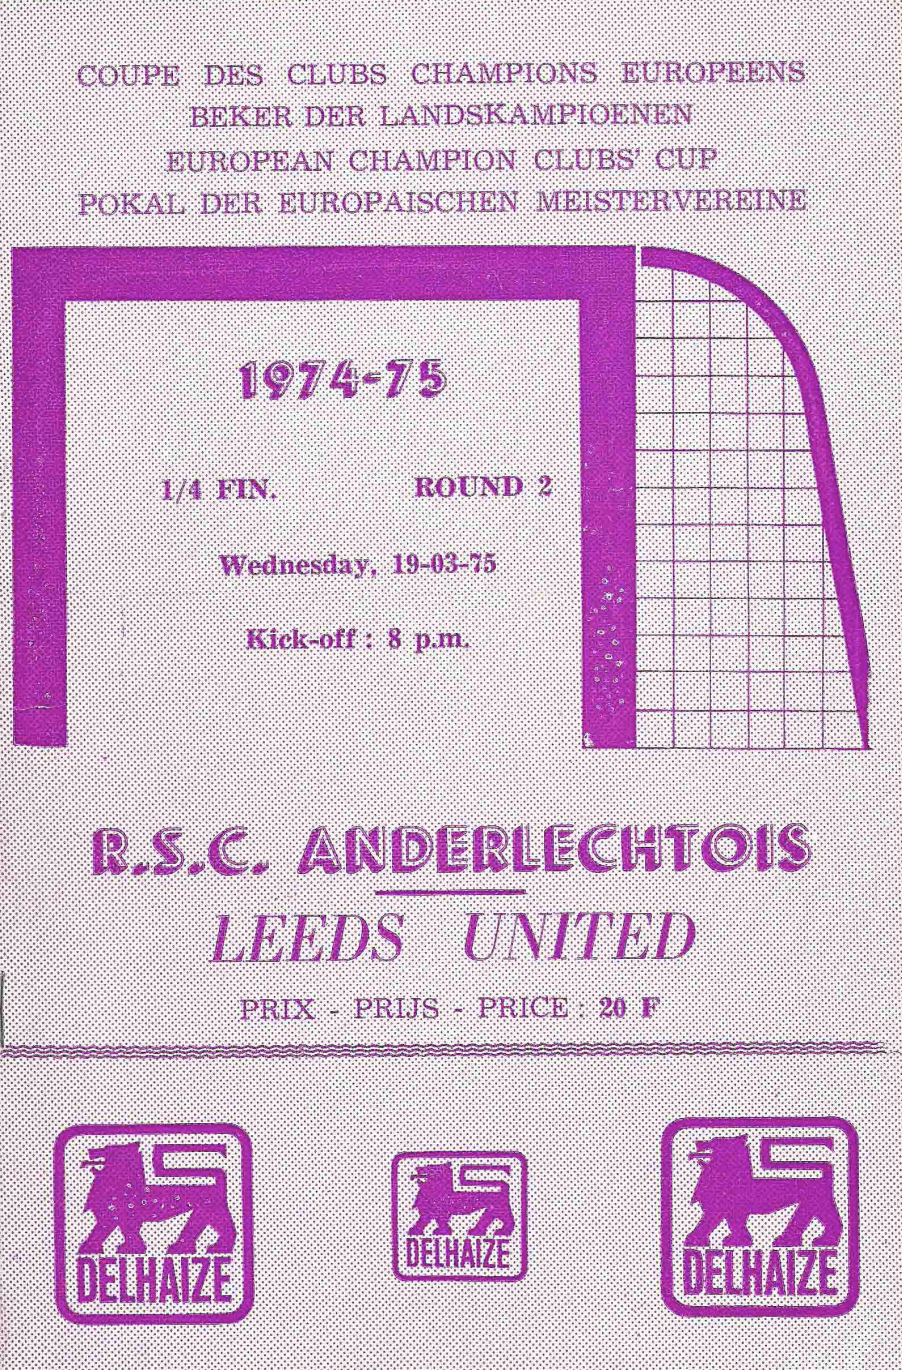 COUPE DES CLUBS CHAMPIONS EUROPEENS
BEKER DER LANDSKAMPIOENEN
EUROPEAN CHAMPION CLUBS' CUP
POKAL DER EUROPAISCHEN MEISTERVEREINE
1974-75
1/4 FIN. ROUND 2
Wednesday, 19-03-75
Kick-off : 8 p.m.
R.S.C. ANDERLECHTOIS
LEEDS UNITED
PRIX - PRIJS - PRICE : 20 F
DELHAIZE DELHAIZE DELHAIZE